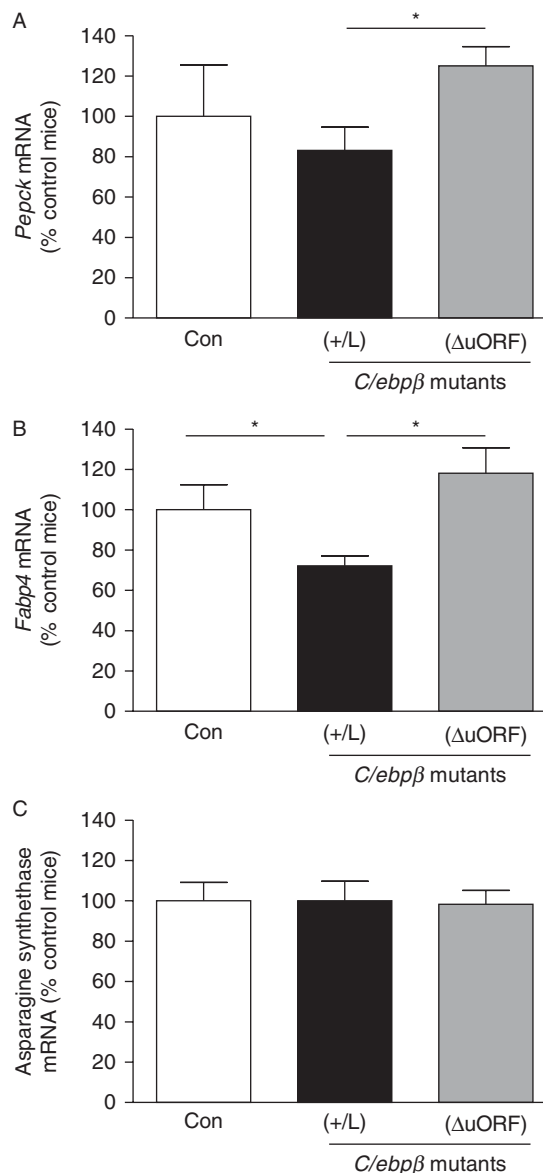 A
Pepck mRNA
(% control mice)
140
120
100
80
60
40
20
0
*
Con
(+/L)
(ΔuORF)
C/ebpβ mutants
B
Fabp4 mRNA
(% control mice)
140
120
100
80
60
40
20
0
*
*
Con
(+/L)
(ΔuORF)
C/ebpβ mutants
C
Asparagine synthethase
mRNA (% control mice)
140
120
100
80
60
40
20
0
Con
(+/L)
(ΔuORF)
C/ebpβ mutants